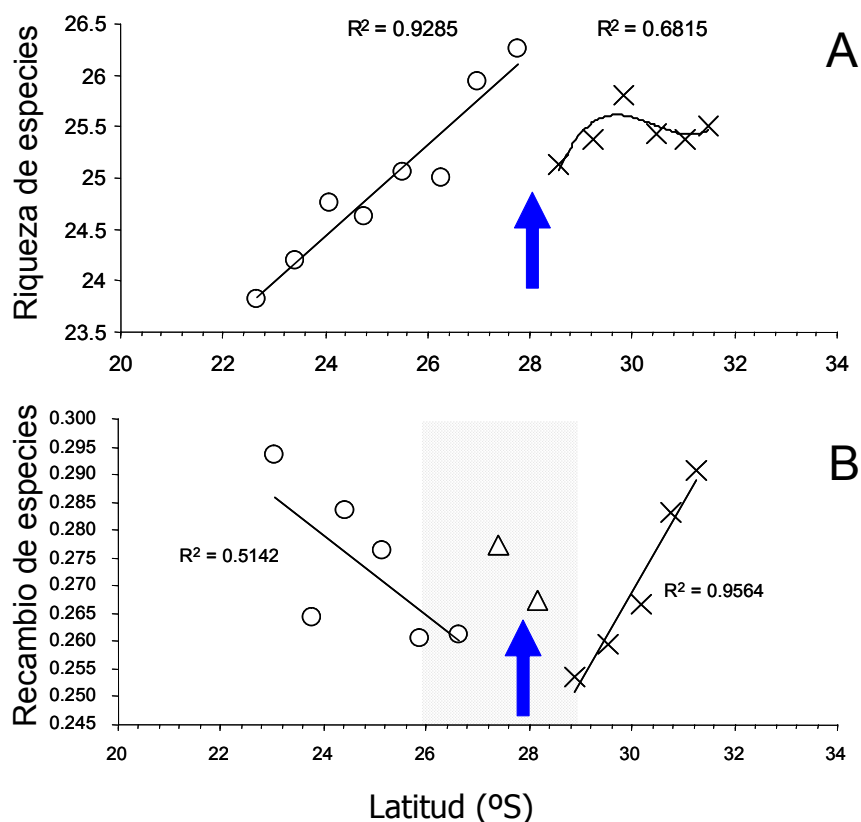 R² = 0.9285
R² = 0.6815
A
Riqueza de especies
26.5
26
25.5
25
24.5
24
23.5
20 22 24 26 28 30 32 34
B
Recambio de especies
0.300
0.295
0.290
0.285
0.280
0.275
0.270
0.265
0.260
0.255
0.250
0.245
R² = 0.5142
R² = 0.9564
20 22 24 26 28 30 32 34
Latitud (ºS)